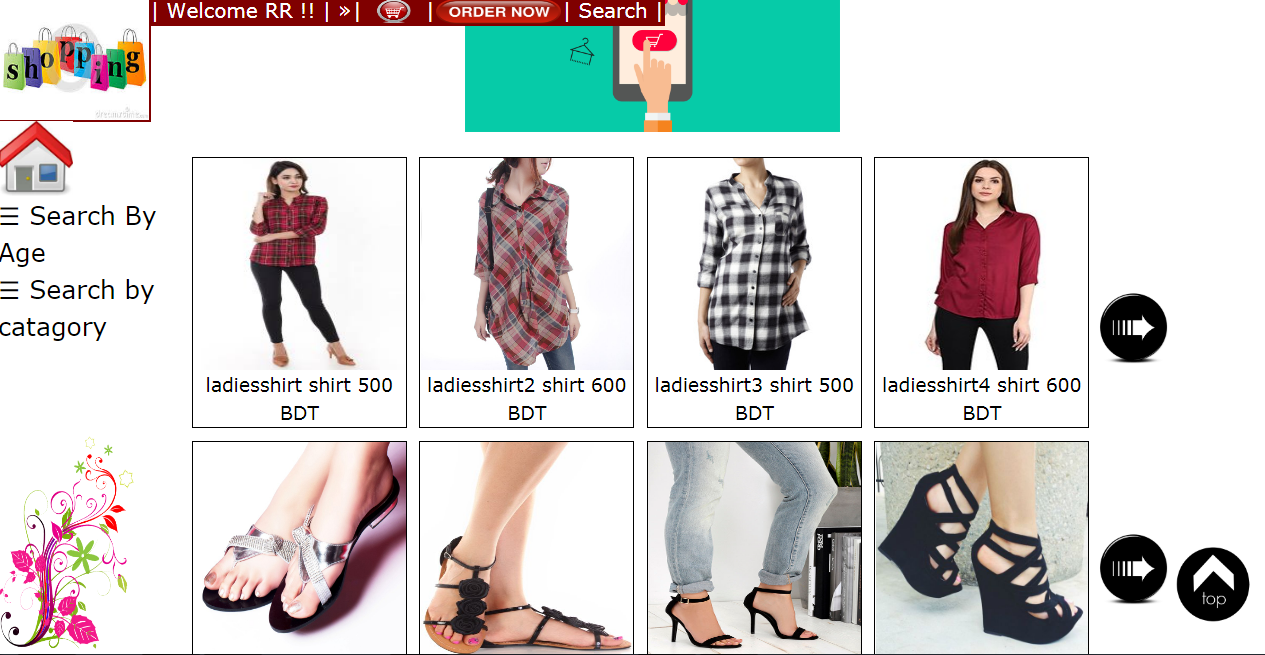 | Welcome RR !! | »| | ORDER NOW | Search |
shopping
☰ Search By
Age
☰ Search by
catagory
ladiesshirt shirt 500
BDT
ladiesshirt2 shirt 600
BDT
ladiesshirt3 shirt 500
BDT
ladiesshirt4 shirt 600
BDT
top